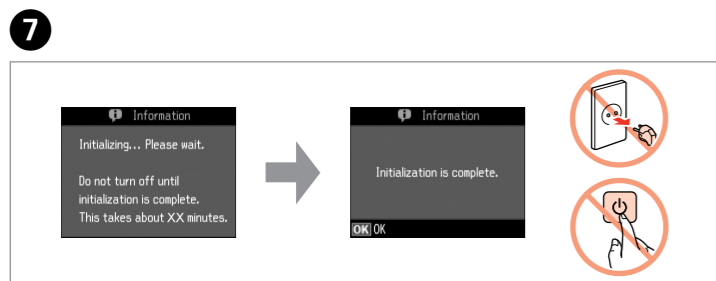 7
Information
Initializing... Please wait.
Do not turn off until
initialization is complete.
This takes about XX minutes.
Information
Initialization is complete.
OK OK